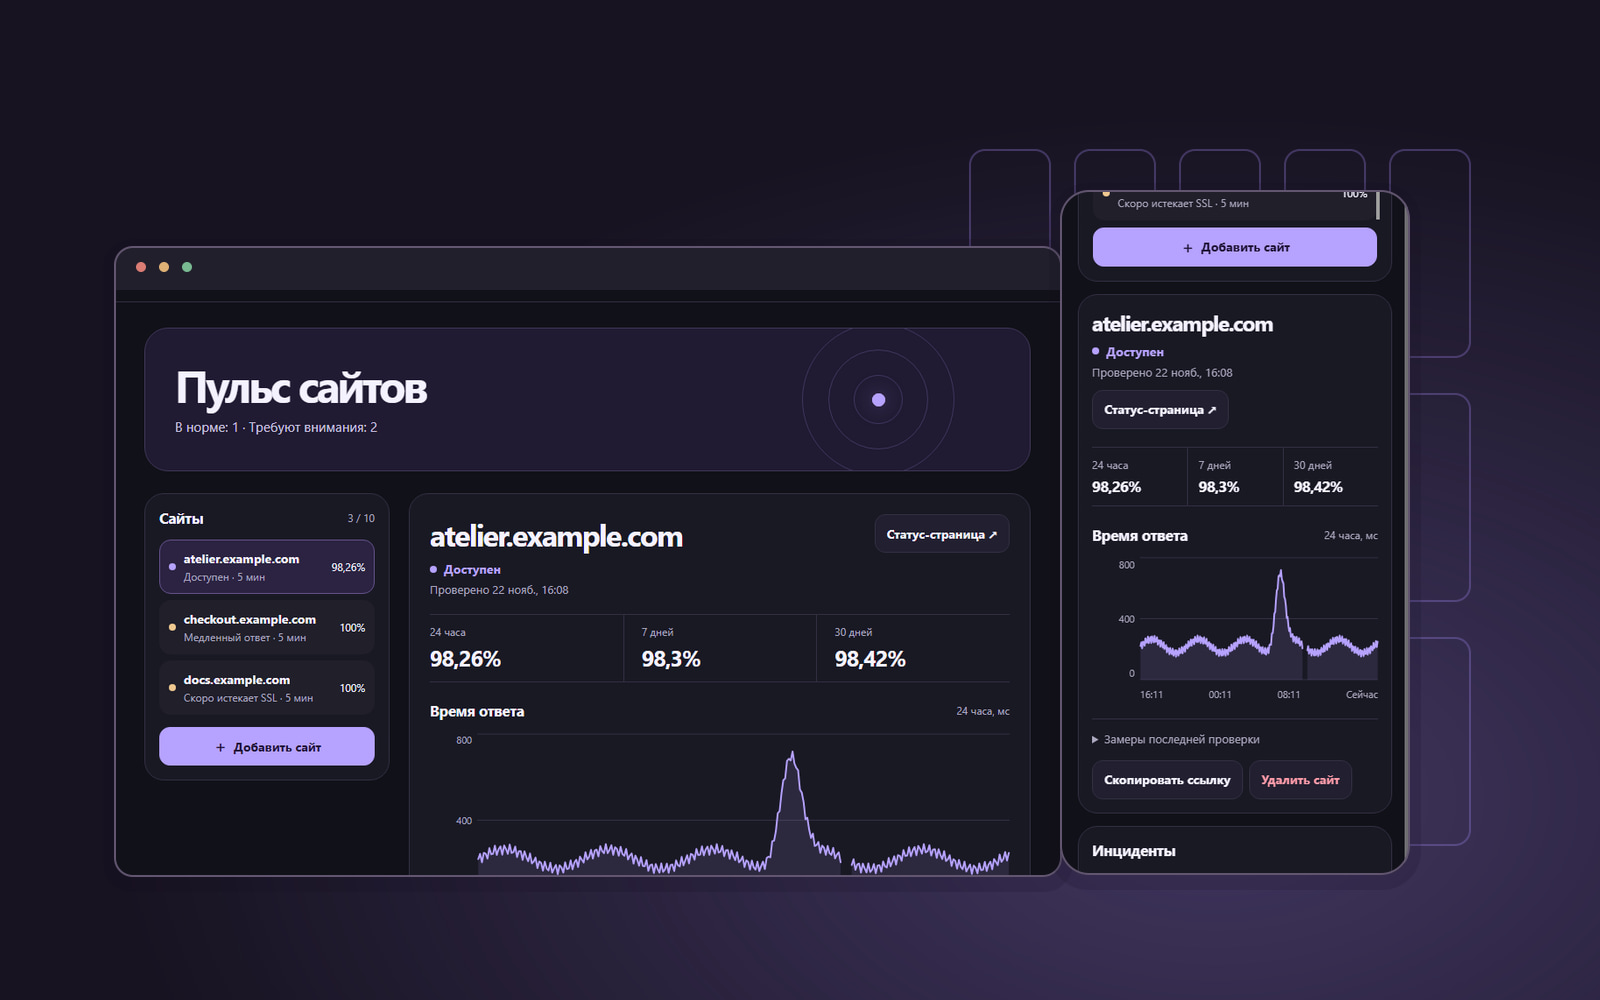 Пульс сайтов
В норме: 1 · Требуют внимания: 2
Сайты
3 / 10
atelier.example.com
Доступен · 5 мин
98,26%
checkout.example.com
Медленный ответ · 5 мин
100%
docs.example.com
Скоро истекает SSL · 5 мин
100%
+ Добавить сайт
atelier.example.com
Статус-страница ↗
Доступен
Проверено 22 нояб., 16:08
24 часа
98,26%
7 дней
98,3%
30 дней
98,42%
Время ответа
24 часа, мс
800
400
100%
Скоро истекает SSL · 5 мин
+ Добавить сайт
atelier.example.com
Доступен
Проверено 22 нояб., 16:08
Статус-страница ↗
24 часа
98,26%
7 дней
98,3%
30 дней
98,42%
Время ответа
24 часа, мс
800
400
0
16:11
00:11
08:11
Сейчас
Замеры последней проверки
Скопировать ссылку
Удалить сайт
Инциденты